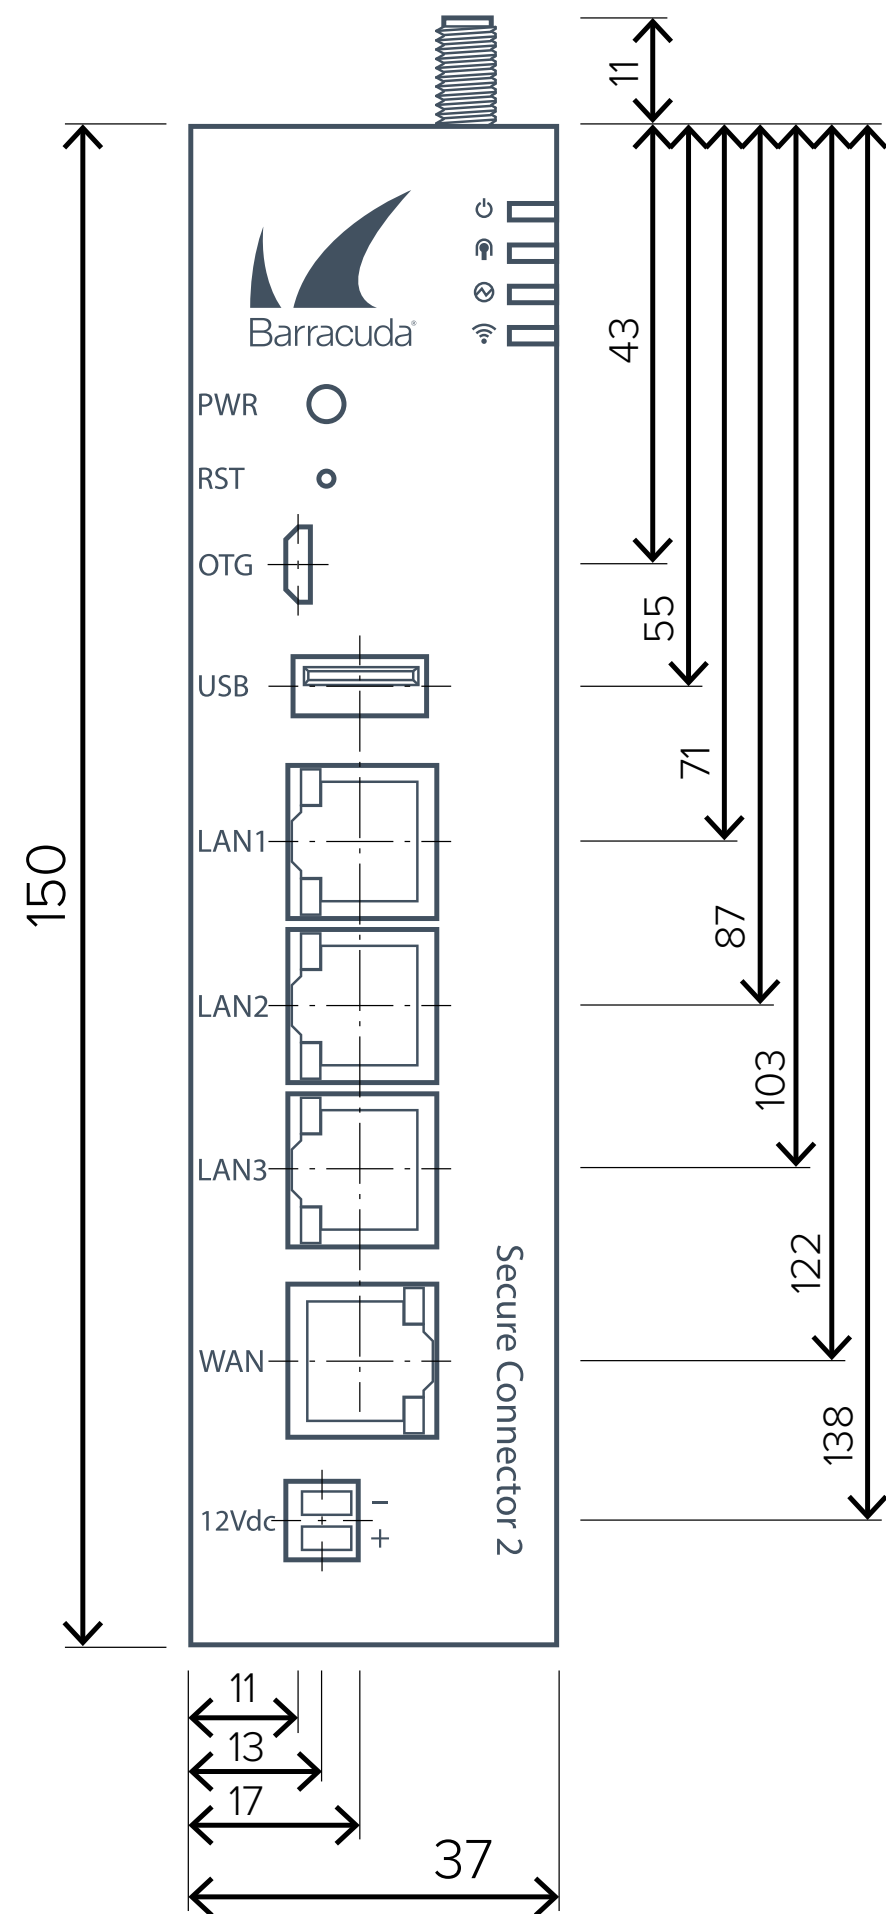 11
Barracuda®
43
PWR
RST
OTG
55
USB
71
LAN1
150
87
LAN2
103
LAN3
122
Secure Connector 2
WAN
138
12Vdc
−
+
11
13
17
37